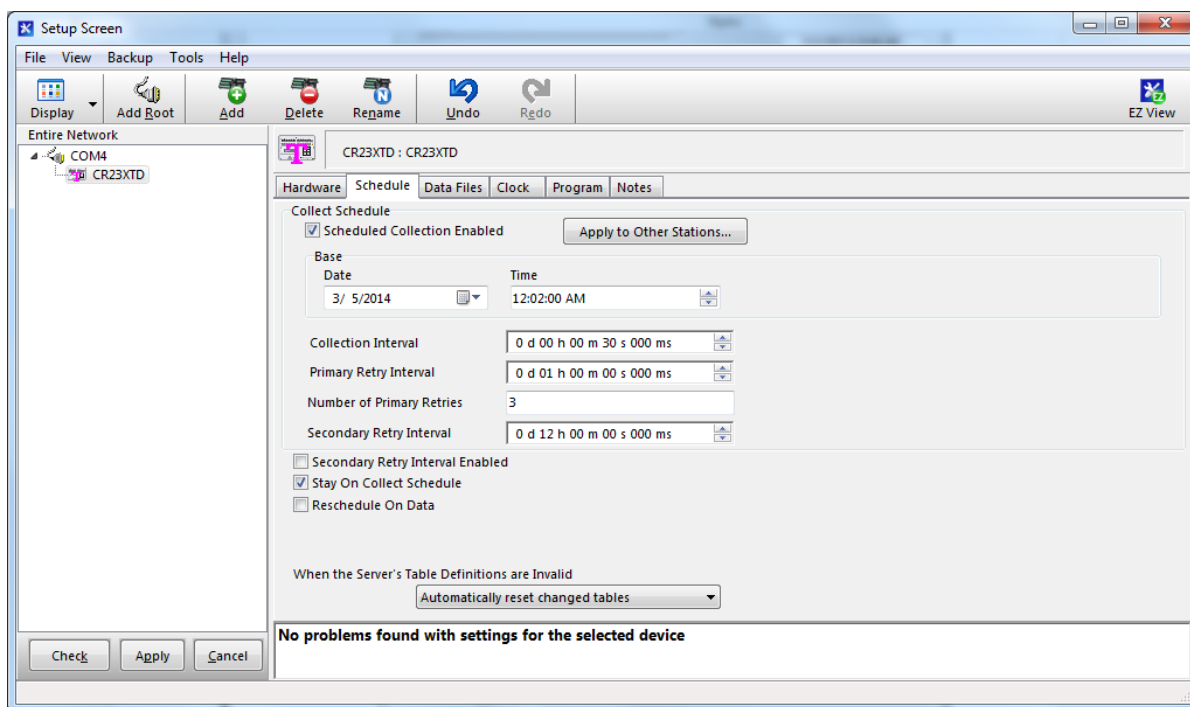 Setup Screen
File View Backup Tools Help
Display Add Root Add Delete Rename Undo Redo EZ View
Entire Network
COM4
CR23XTD
T CR23XTD : CR23XTD
Hardware Schedule Data Files Clock Program Notes
Collect Schedule
Scheduled Collection Enabled Apply to Other Stations...
Base
Date Time
3/ 5/2014 12:02:00 AM
Collection Interval 0 d 00 h 00 m 30 s 000 ms
Primary Retry Interval 0 d 01 h 00 m 00 s 000 ms
Number of Primary Retries 3
Secondary Retry Interval 0 d 12 h 00 m 00 s 000 ms
Secondary Retry Interval Enabled
Stay On Collect Schedule
Reschedule On Data
When the Server's Table Definitions are Invalid
Automatically reset changed tables
No problems found with settings for the selected device
Check Apply Cancel